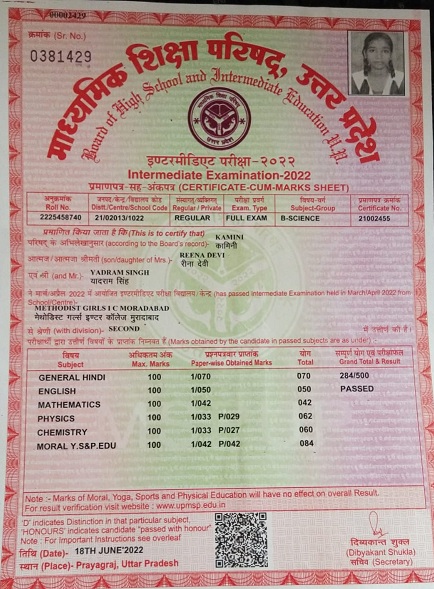 00002429
क्रमांक (Sr. No.)
0381429
माध्यमिक शिक्षा परिषद्, उत्तर प्रदेश
Board of High School and Intermediate Education U.P.
इण्टरमीडिएट परीक्षा-२०२२
Intermediate Examination-2022
प्रमाणपत्र-सह-अंकपत्र (CERTIFICATE-CUM-MARKS SHEET)
अनुक्रमांक जनपद/केन्द्र/विद्यालय कोड संस्थागत/व्यक्तिगत परीक्षा प्रवर्ग विषय-वर्ग प्रमाणपत्र क्रमांक
Roll No. Distt./Centre/School Code Regular / Private Exam. Type Subject-Group Certificate No.
2225458740 21/02013/1022 REGULAR FULL EXAM B-SCIENCE 21002455
प्रमाणित किया जाता है कि(This is to certify that) KAMINI
परिषद् के अभिलेखानुसार (according to the Board's record)- कामिनी
आत्मज / आत्मजा श्रीमती (son/daughter of Mrs.)- REENA DEVI
रीना देवी
एवं श्री (and Mr.)- YADRAM SINGH
यादराम सिंह
ने मार्च/अप्रैल 2022 में आयोजित इण्टरमीडिएट परीक्षा विद्यालय/ केन्द्र (has passed Intermediate Examination held in March/April 2022 from
School/Centre)-
METHODIST GIRLS I C MORADABAD
मेथोडिस्ट गर्ल्स इण्टर कॉलेज मुरादाबाद
से श्रेणी (with division)- SECOND में उत्तीर्ण की है।
परीक्षार्थी द्वारा उत्तीर्ण विषयों के प्राप्तांक निम्नवत हैं (Marks obtained by the candidate in passed subjects are as under) -
विषय अधिकतम अंक प्रश्नपत्रवार प्राप्तांक योग सम्पूर्ण योग एवं परीक्षाफल
Subject Max. Marks Paper-wise Obtained Marks Total Grand Total & Result
GENERAL HINDI 100 1/070 070 284/500
ENGLISH 100 1/050 050 PASSED
MATHEMATICS 100 1/042 042
PHYSICS 100 1/033 P/029 062
CHEMISTRY 100 1/033 P/027 060
MORAL Y.S&P.EDU 100 1/042 P/042 084
Note :- Marks of Moral, Yoga, Sports and Physical Education will have no effect on overall Result.
For result verification visit website : www.upmsp.edu.in
'D' indicates Distinction in that particular subject,
'HONOURS' indicates candidate "passed with honour"
Note : For Important Instructions see overleaf
तिथि (Date)- 18TH JUNE'2022
स्थान (Place)- Prayagraj, Uttar Pradesh
दिव्यकान्त शुक्ल
(Dibyakant Shukla)
सचिव (Secretary)